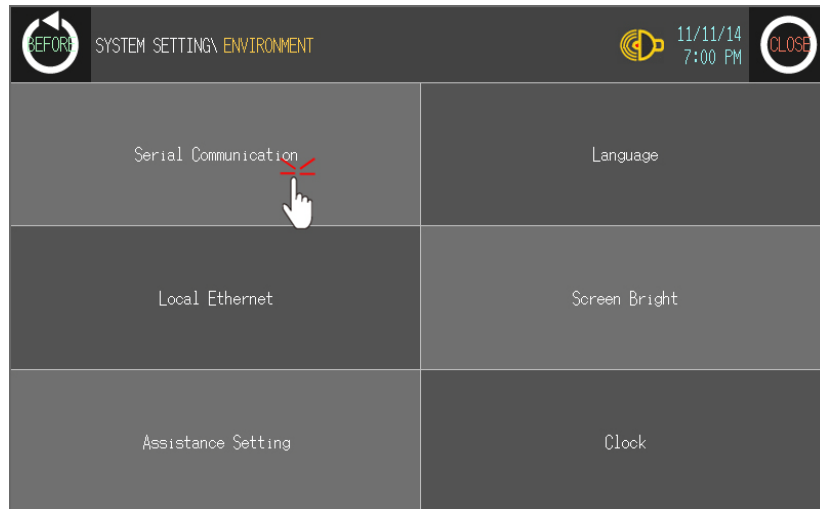 BEFORE
SYSTEM SETTING\ ENVIRONMENT
11/11/14
7:00 PM
CLOSE
Serial Communication
Language
Local Ethernet
Screen Bright
Assistance Setting
Clock